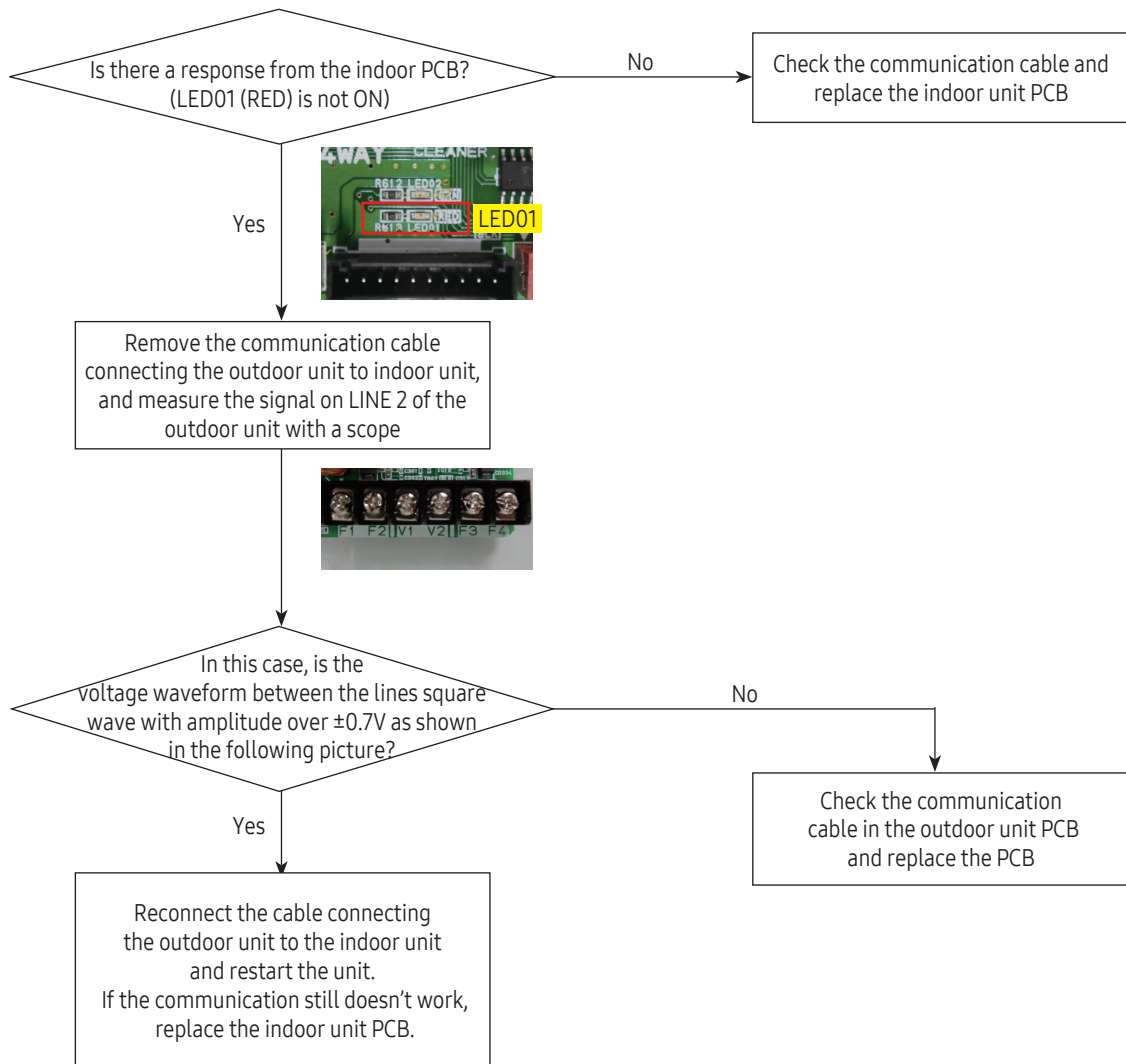 Is there a response from the indoor PCB?
(LED01 (RED) is not ON)
No
Check the communication cable and
replace the indoor unit PCB
Yes
4WAY
CLEANER
R612 LED02
RED
R613 LED01
LED01
Remove the communication cable
connecting the outdoor unit to indoor unit,
and measure the signal on LINE 2 of the
outdoor unit with a scope
F1 F2 V1 V2 F3 F4
In this case, is the
voltage waveform between the lines square
wave with amplitude over ±0.7V as shown
in the following picture?
No
Check the communication
cable in the outdoor unit PCB
and replace the PCB
Yes
Reconnect the cable connecting
the outdoor unit to the indoor unit
and restart the unit.
If the communication still doesn’t work,
replace the indoor unit PCB.